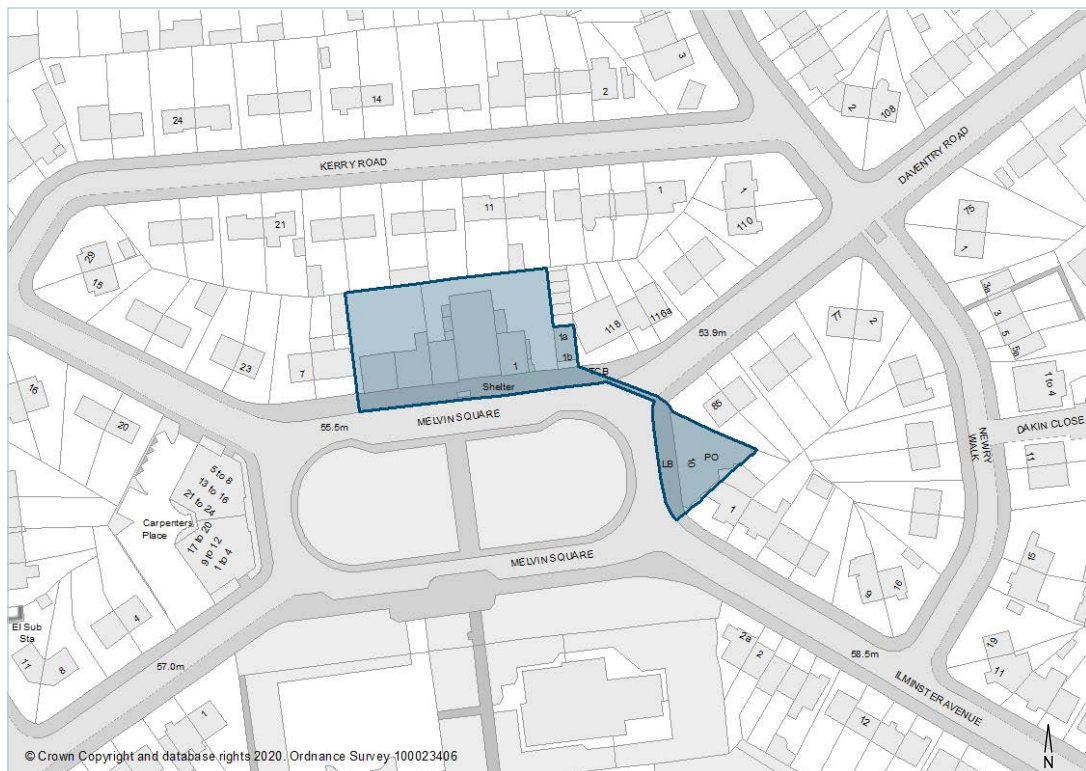 3
2
14
24
2
108
DAVENTRY ROAD
KERRY ROAD
1
11
21
1
110
75
1
29
15
3a
3
5
5a
118
116a
1a
1b
77
2
53.9m
TCB
1
Shelter
7
23
1 to 4
DAKIN CLOSE
16
55.5m
MELVIN SQUARE
85
20
PO
LB
10
NEWRY
WALK
11
5 to 8
13 to 16
21 to 24
Carpenters
Place
17 to 20
9 to 12
1 to 4
1
MELVIN SQUARE
15
9
16
El Sub
Sta
4
11
8
57.0m
2a
2
58.5m
19
11
ILMINSTER AVENUE
1
12
© Crown Copyright and database rights 2020. Ordnance Survey 100023406
N